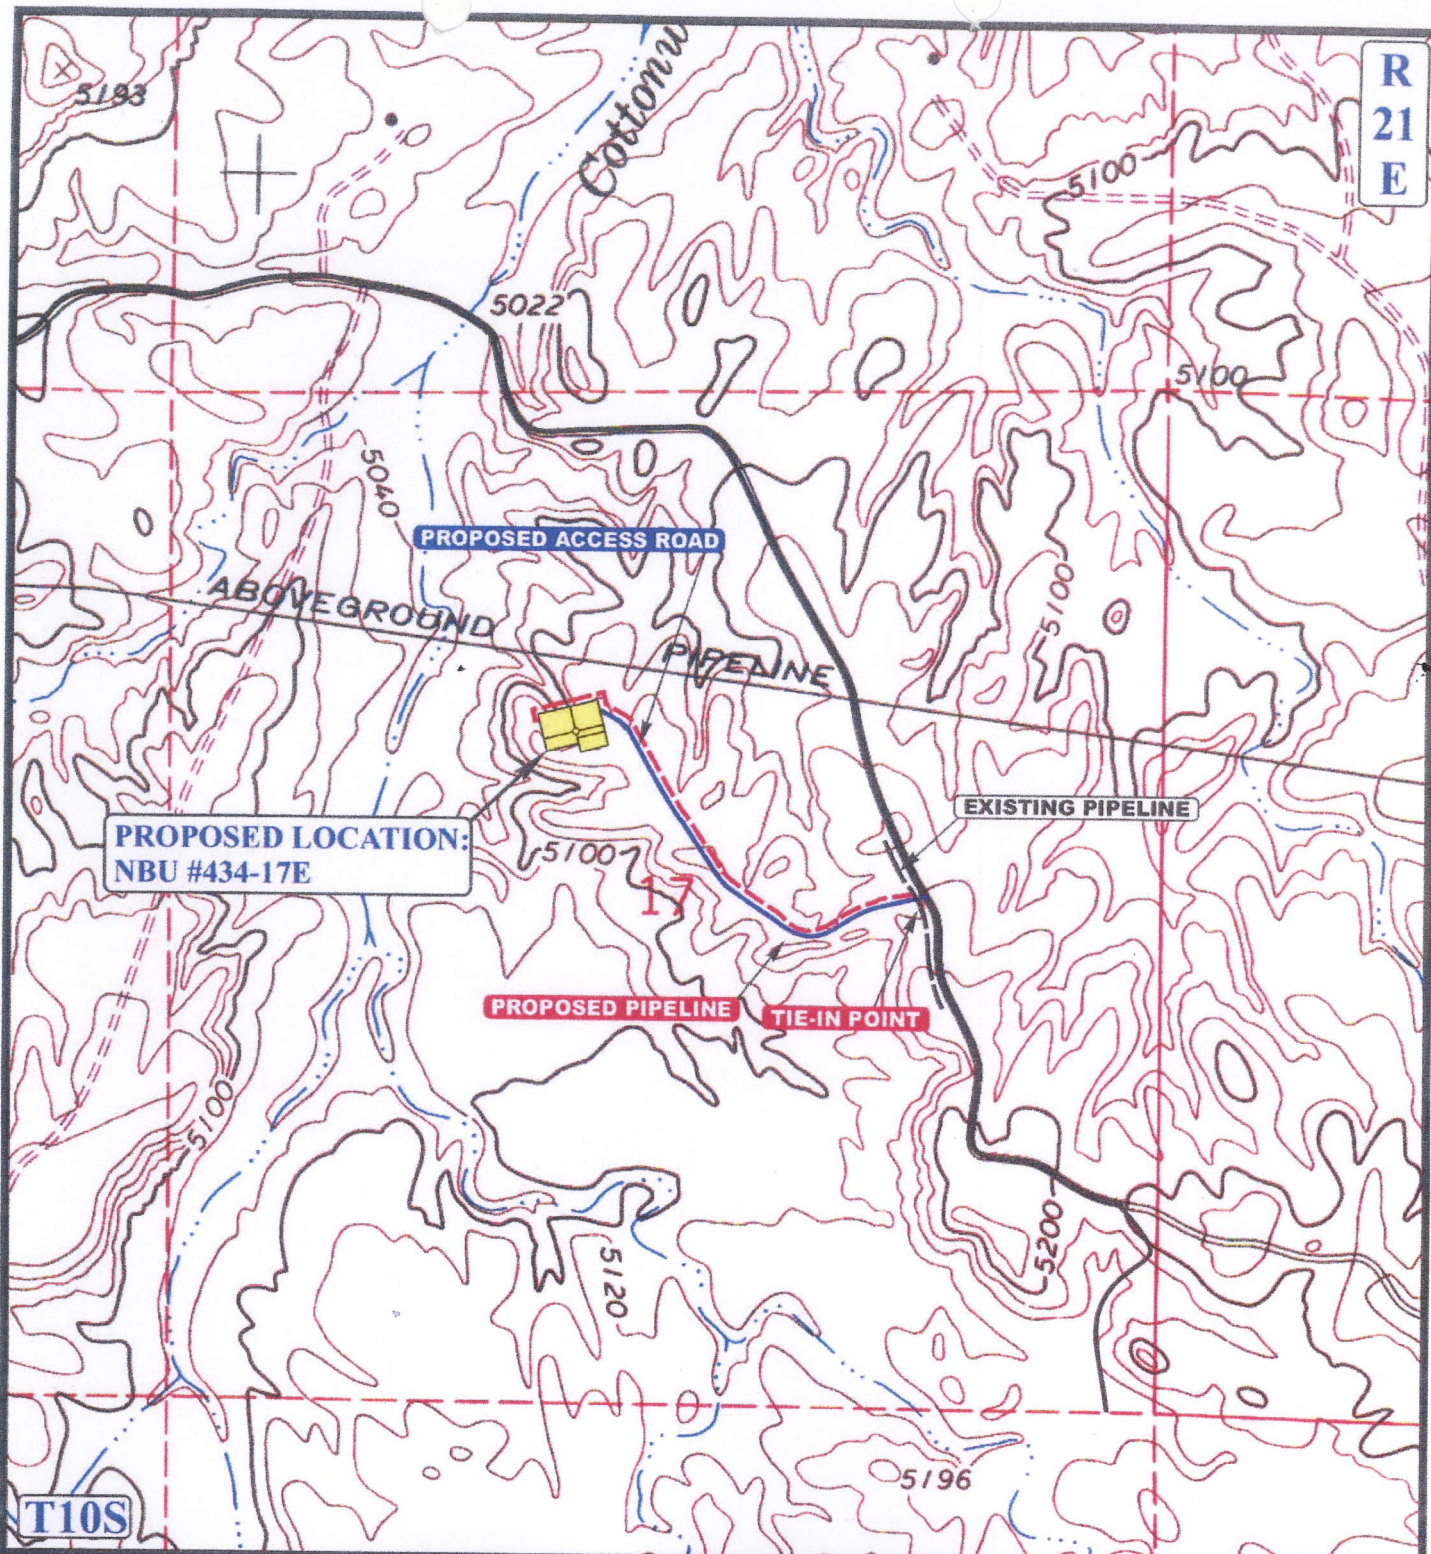 R
21
E
5193
Cottonw
5100
5022
5100
5040
PROPOSED ACCESS ROAD
ABOVEGROUND PIPELINE
5100
EXISTING PIPELINE
PROPOSED LOCATION:
NBU #434-17E
5100
17
PROPOSED PIPELINE
TIE-IN POINT
5100
5200
5120
5196
T10S